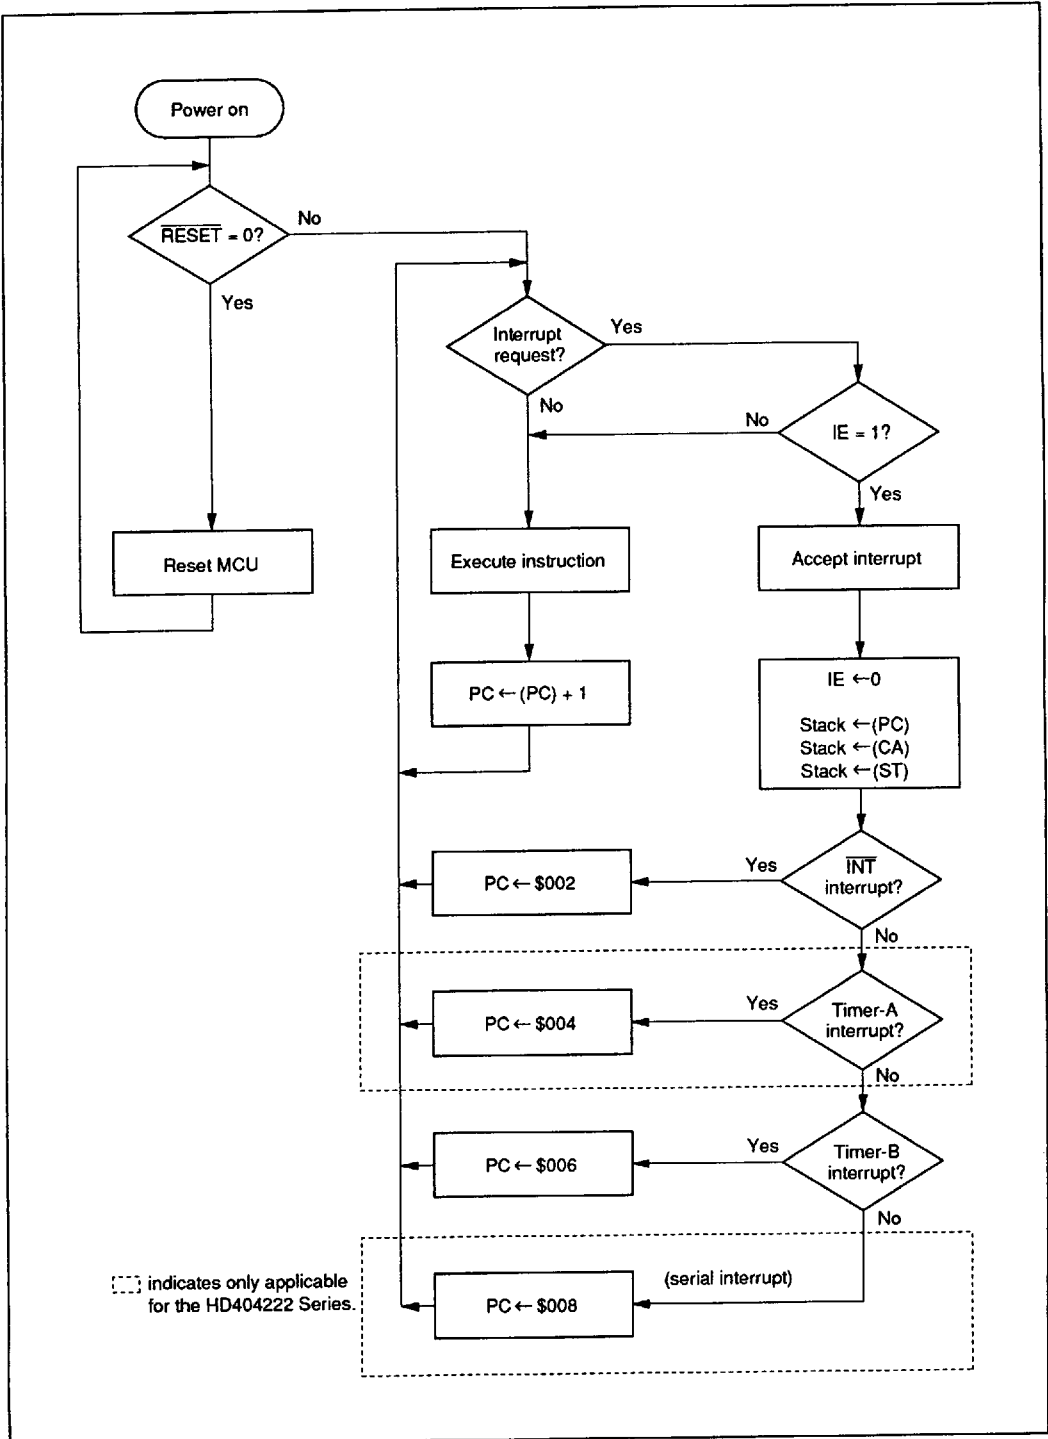 Power on
RESET = 0?
No
Yes
Interrupt
request?
Yes
No
No
IE = 1?
Yes
Reset MCU
Execute instruction
Accept interrupt
PC ← (PC) + 1
IE ←0
Stack ←(PC)
Stack ←(CA)
Stack ←(ST)
PC ← $002
Yes
INT
interrupt?
No
PC ← $004
Yes
Timer-A
interrupt?
No
PC ← $006
Yes
Timer-B
interrupt?
No
indicates only applicable
for the HD404222 Series.
PC ← $008
(serial interrupt)